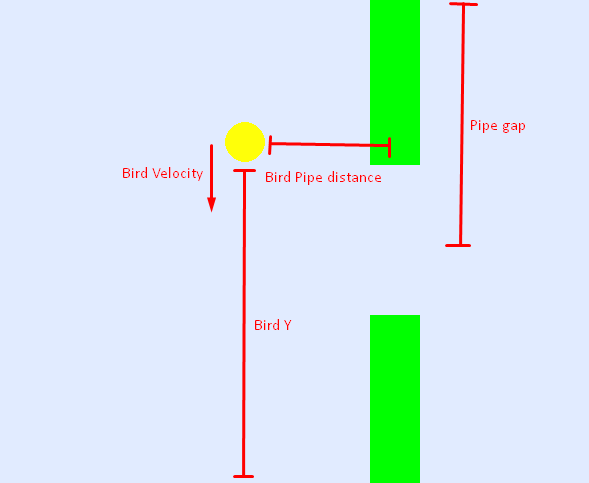 Pipe gap
Bird Velocity
Bird Pipe distance
Bird Y